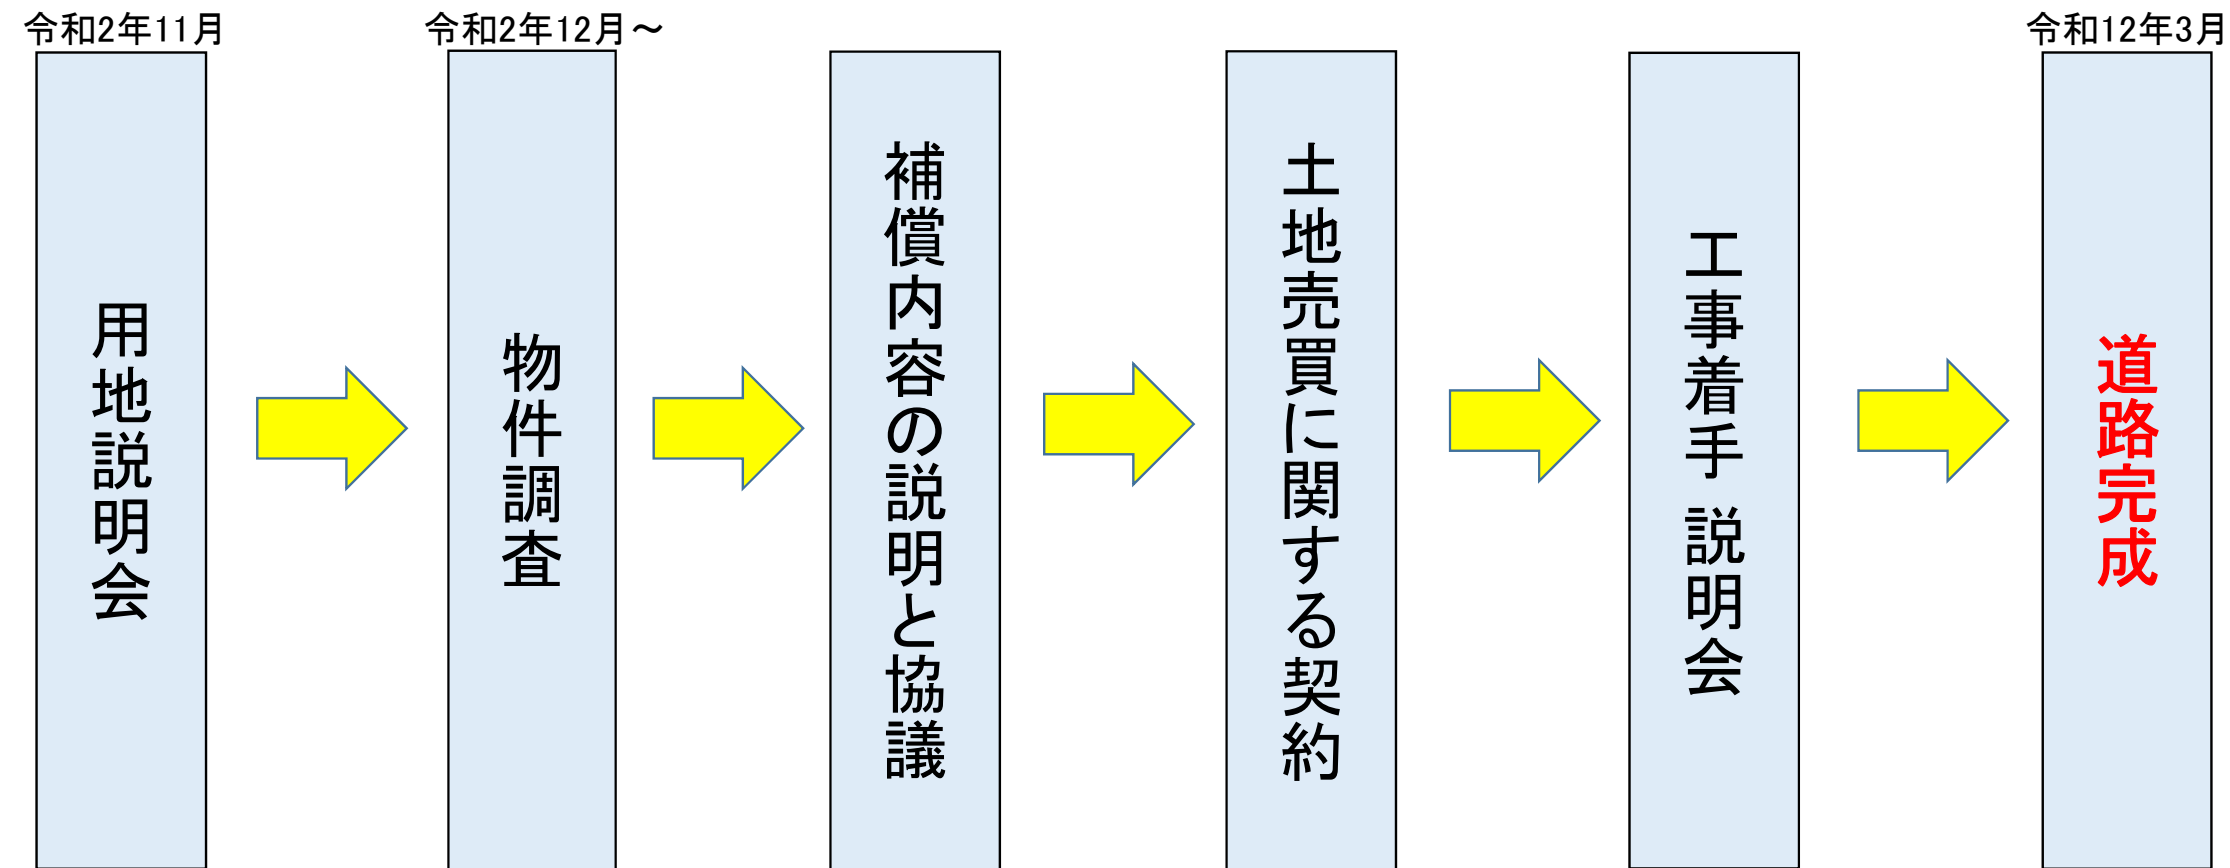 令和2年11月
用地説明会
令和2年12月～
物件調査
補償内容の説明と協議
土地売買に関する契約
工事着手説明会
令和12年3月
道路完成